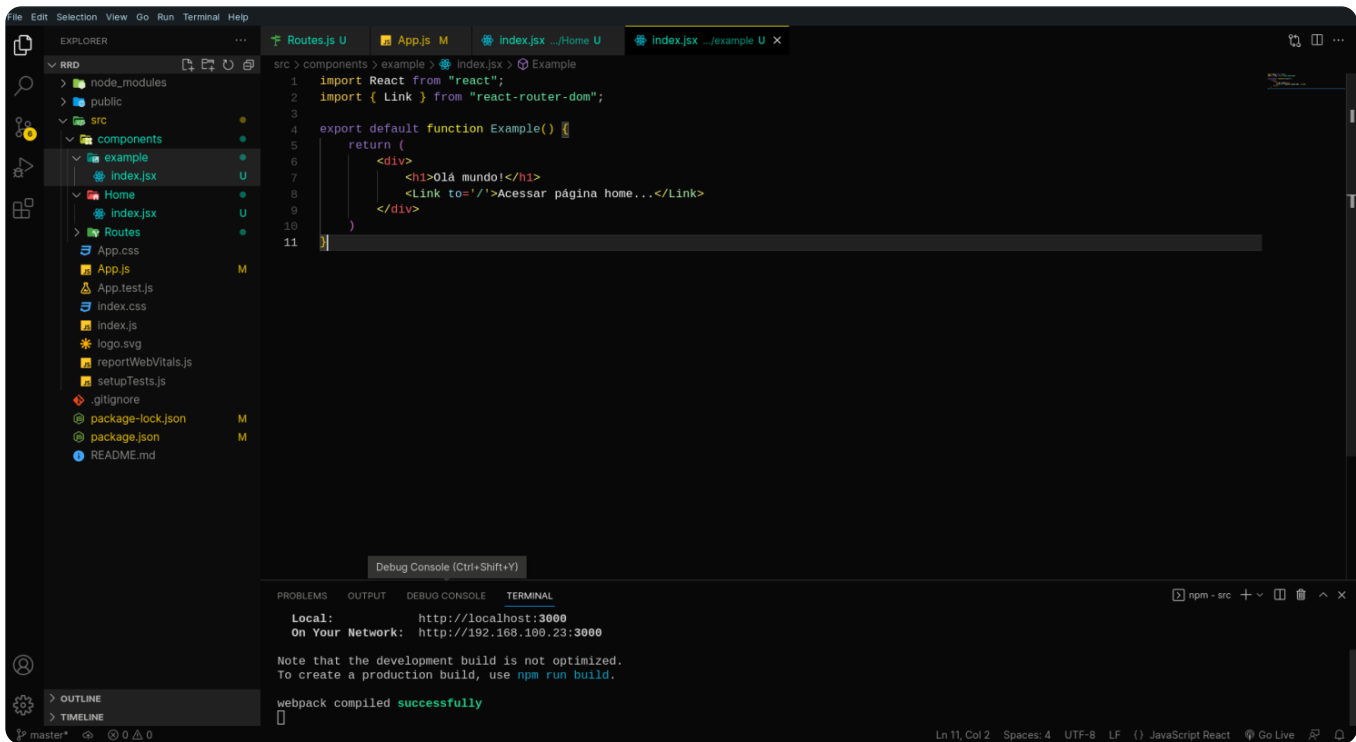 File Edit Selection View Go Run Terminal Help
EXPLORER ...
Routes.js U App.js M index.jsx .../Home U index.jsx .../example U ...
RRD
src > components > example > index.jsx > Example
node_modules
public
src
components
example
index.jsx U
Home
index.jsx U
Routes
App.css
App.js M
App.test.js
index.css
index.js
logo.svg
reportWebVitals.js
setupTests.js
.gitignore
package-lock.json M
package.json M
README.md
6
1 import React from "react";
2 import { Link } from "react-router-dom";
3
4 export default function Example() {
5 return (
6 <div>
7 <h1>Olá mundo!</h1>
8 <Link to='/'>Acessar página home...</Link>
9 </div>
10 )
11 }
Debug Console (Ctrl+Shift+Y)
PROBLEMS OUTPUT DEBUG CONSOLE TERMINAL npm - src
Local: http://localhost:3000
On Your Network: http://192.168.100.23:3000
Note that the development build is not optimized.
To create a production build, use npm run build.
webpack compiled successfully
OUTLINE
TIMELINE
master* 0 0 Ln 11, Col 2 Spaces: 4 UTF-8 LF {} JavaScript React Go Live